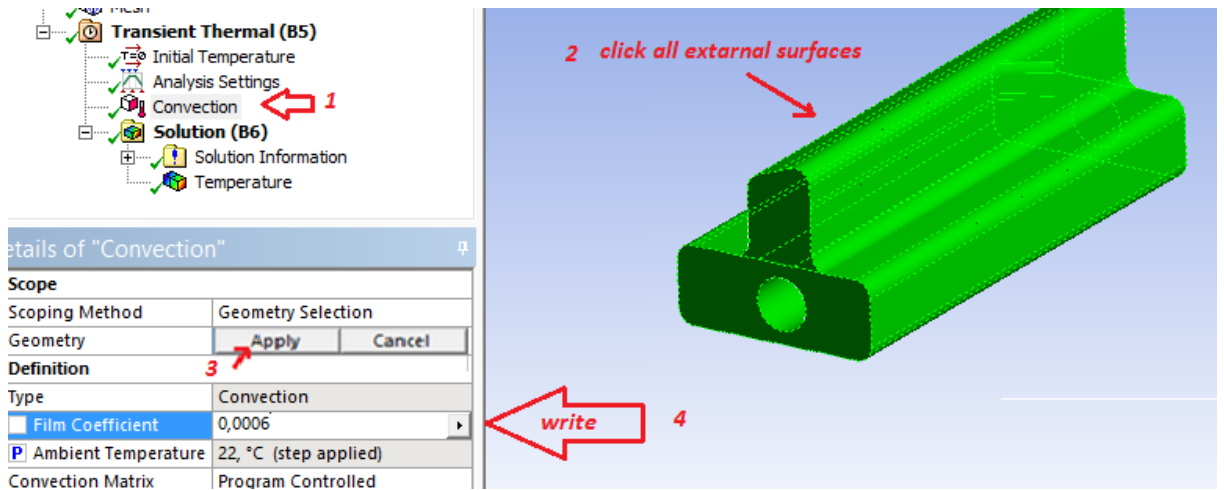 Mesh
Transient Thermal (B5)
T=0 Initial Temperature
Analysis Settings
Convection
1
Solution (B6)
Solution Information
Temperature
2 click all extarnal surfaces
etails of "Convection"
Scope
Scoping Method Geometry Selection
Geometry Apply Cancel
3
Definition
Type Convection
Film Coefficient 0,0006
write 4
P Ambient Temperature 22, °C (step applied)
Convection Matrix Program Controlled